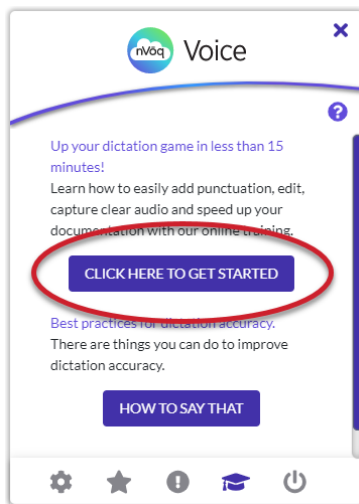 nVoq Voice
Up your dictation game in less than 15
minutes!
Learn how to easily add punctuation, edit,
capture clear audio and speed up your
documentation with our online training.
CLICK HERE TO GET STARTED
Best practices for dictation accuracy.
There are things you can do to improve
dictation accuracy.
HOW TO SAY THAT